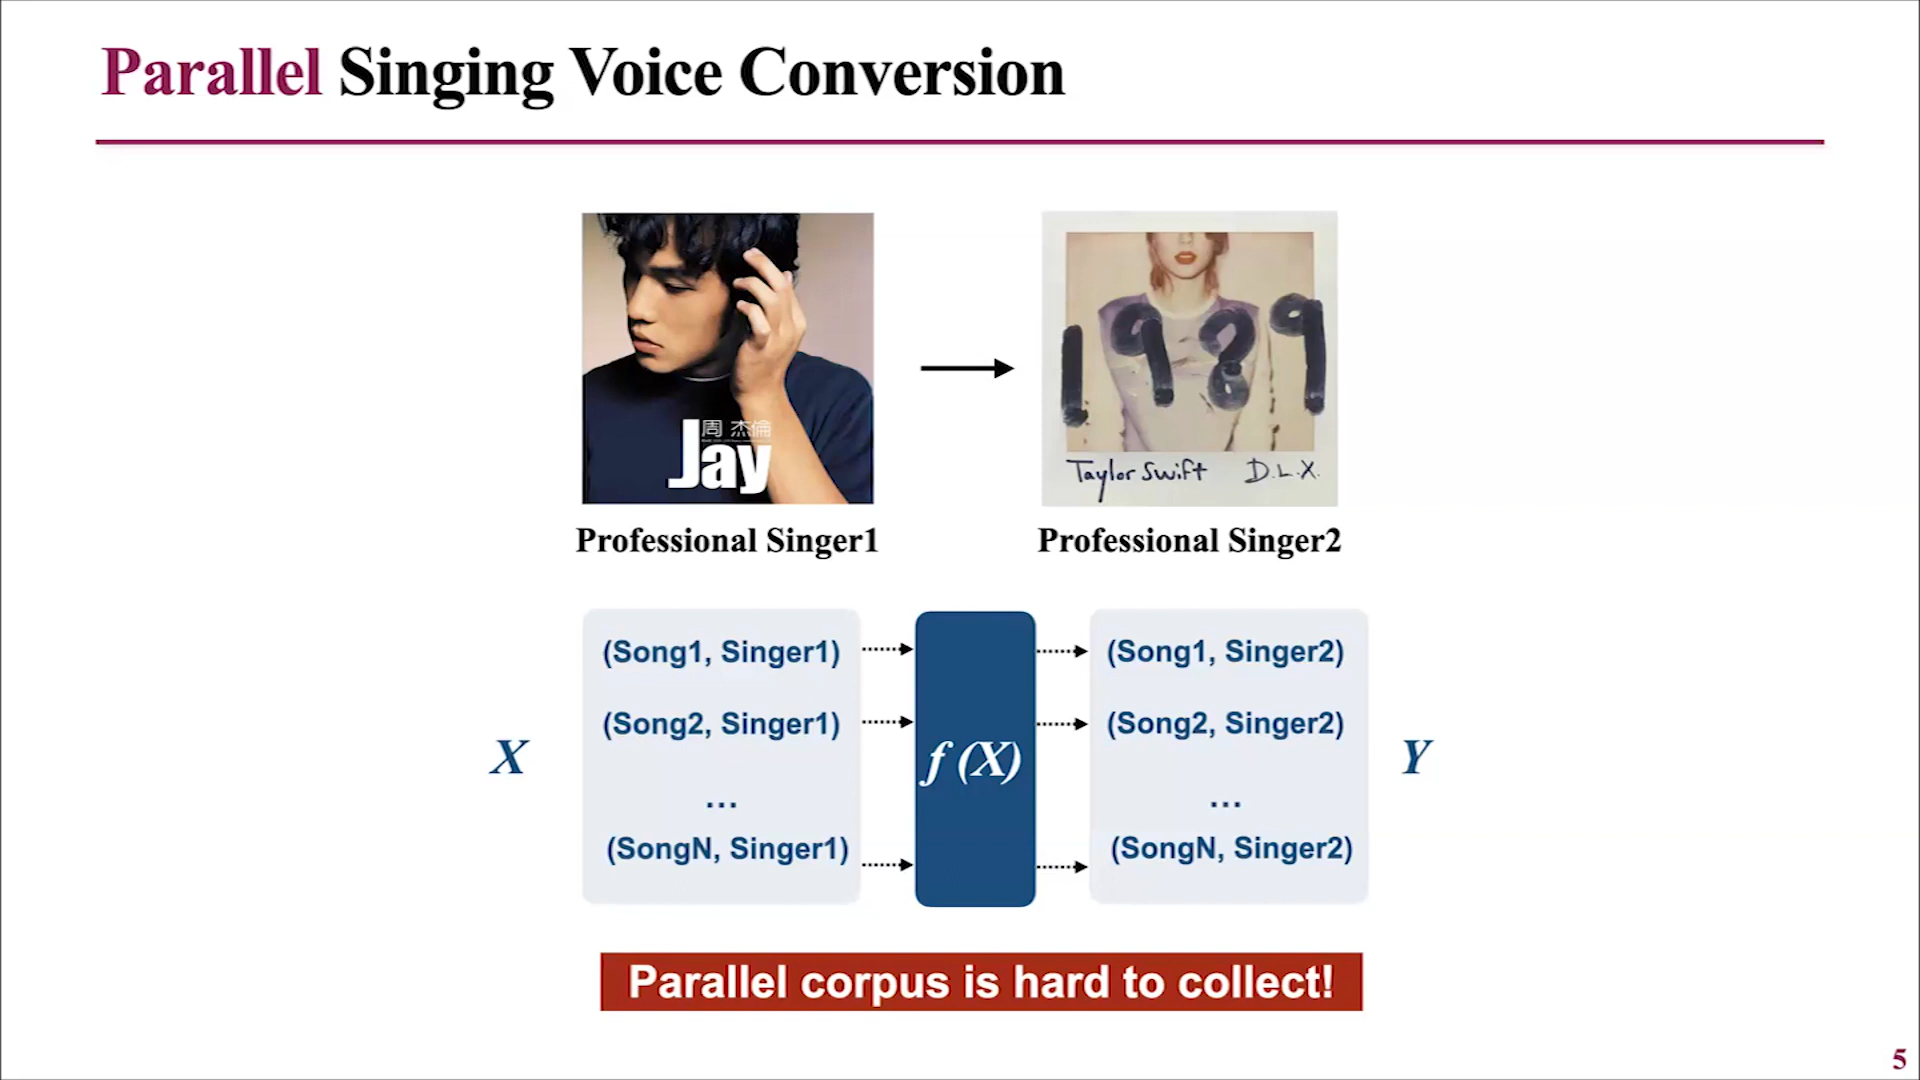 Parallel Singing Voice Conversion
周 杰倫
Jay
1989
Taylor Swift D.L.X.
Professional Singer1
Professional Singer2
(Song1, Singer1)
(Song1, Singer2)
(Song2, Singer1)
(Song2, Singer2)
X
f (X)
Y
...
...
(SongN, Singer1)
(SongN, Singer2)
Parallel corpus is hard to collect!
5